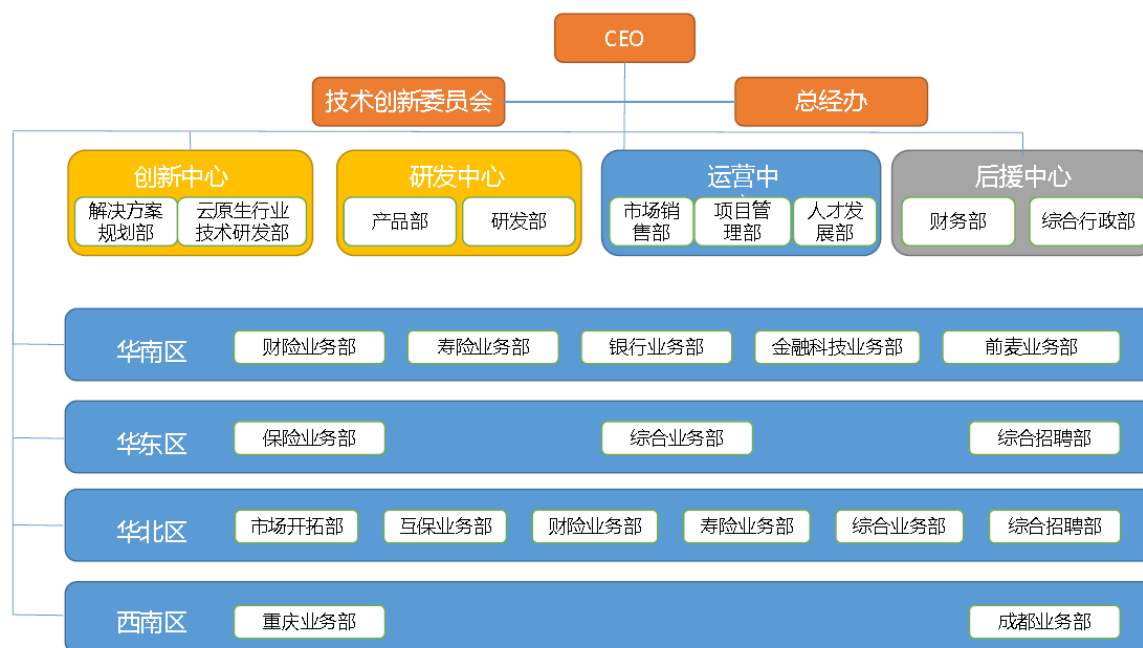 CEO
技术创新委员会
总经办
创新中心
研发中心
运营中
后援中心
解决方案
规划部
云原生行业
技术研发部
产品部
研发部
市场销
售部
项目管
理部
人才发
展部
财务部
综合行政部
华南区
财险业务部
寿险业务部
银行业务部
金融科技业务部
前麦业务部
华东区
保险业务部
综合业务部
综合招聘部
华北区
市场开拓部
互保业务部
财险业务部
寿险业务部
综合业务部
综合招聘部
西南区
重庆业务部
成都业务部